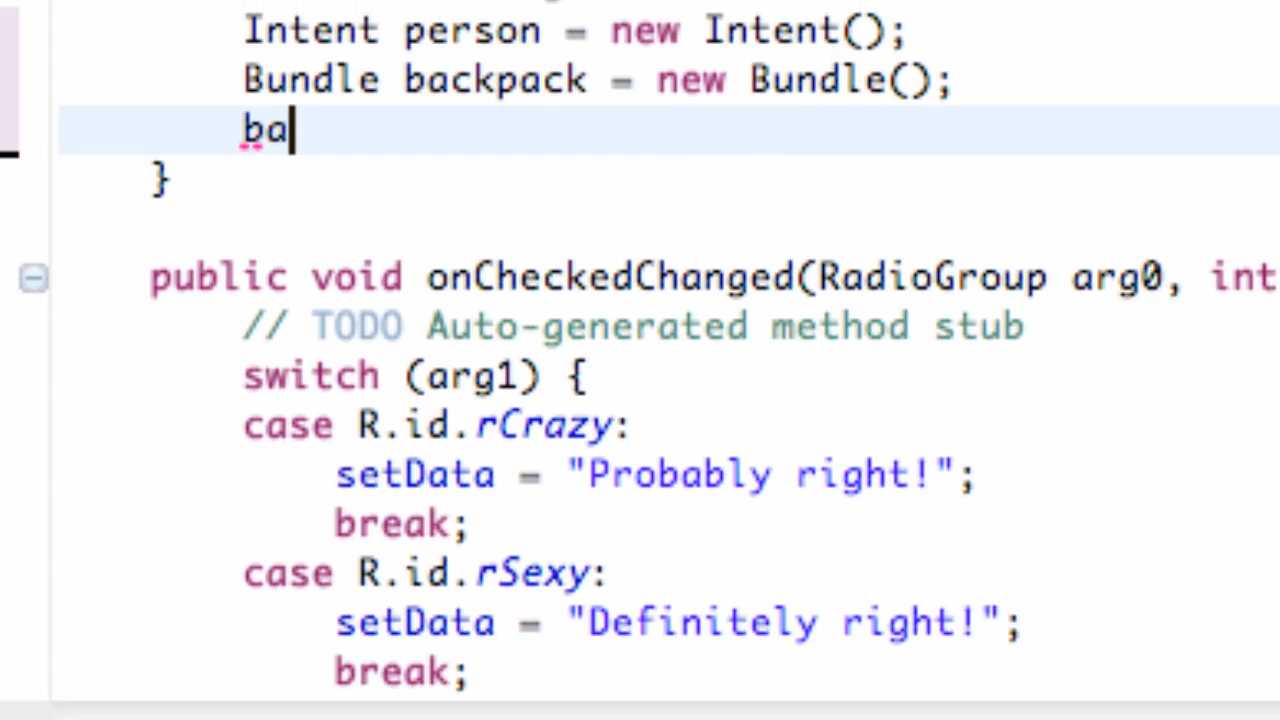 Intent person = new Intent();
Bundle backpack = new Bundle();
ba
}
public void onCheckedChanged(RadioGroup arg0, int
// TODO Auto-generated method stub
switch (arg1) {
case R.id.rCrazy:
setData = "Probably right!";
break;
case R.id.rSexy:
setData = "Definitely right!";
break;